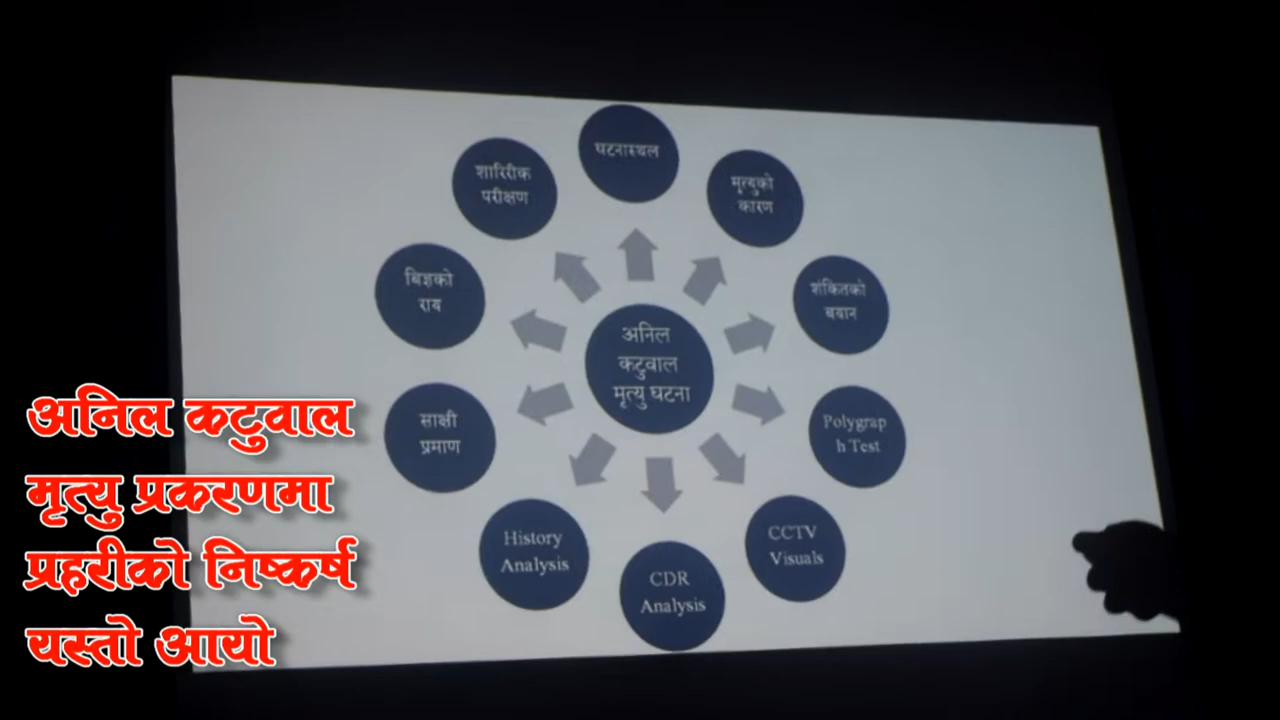 घटनास्थल
मृत्युको
कारण
शंकितको
बयान
Polygrap
h Test
CCTV
Visuals
CDR
Analysis
History
Analysis
साक्षी
प्रमाण
बिज्ञको
राय
शारिरीक
परीक्षण
अनिल
कटुवाल
मृत्यु घटना
अनिल कटुवाल
मृत्यु प्रकरणमा
प्रहरीको निष्कर्ष
यस्तो आयो